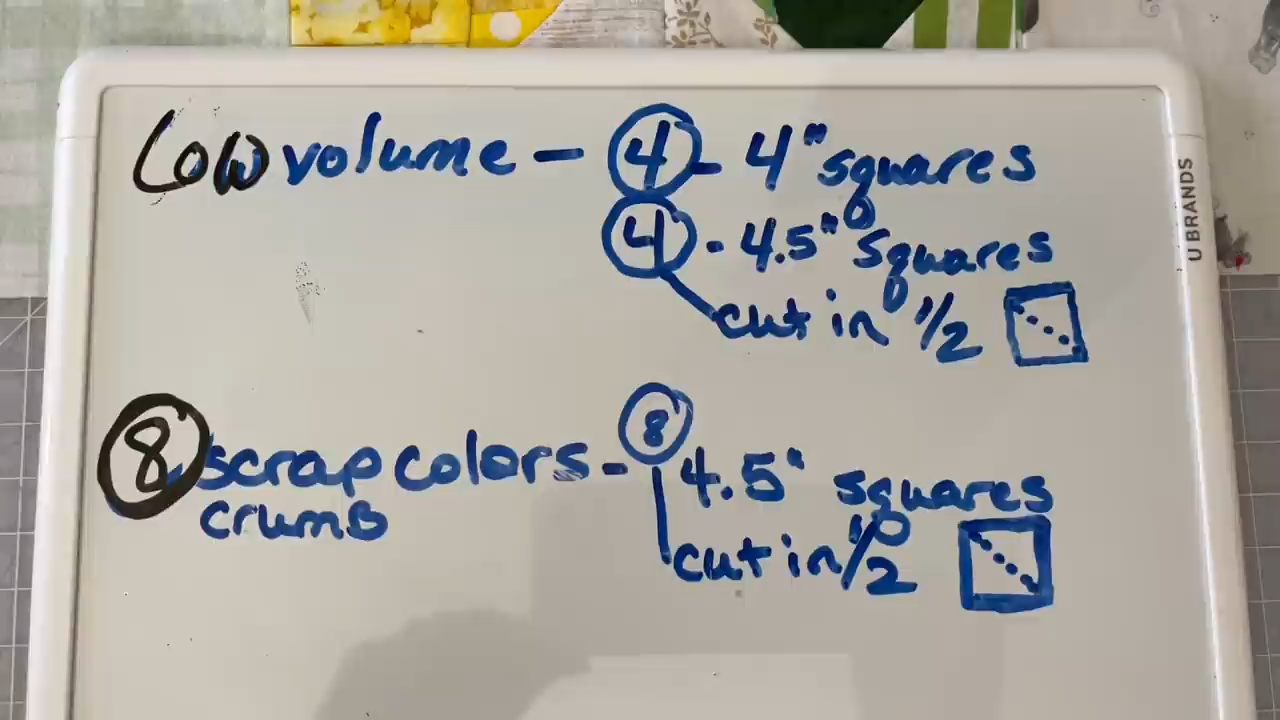 Low volume - 4 - 4" squares
4 - 4.5" squares
cut in 1/2
8 scrap colors - 8
4.5" squares
crumb
cut in 1/2
U BRANDS